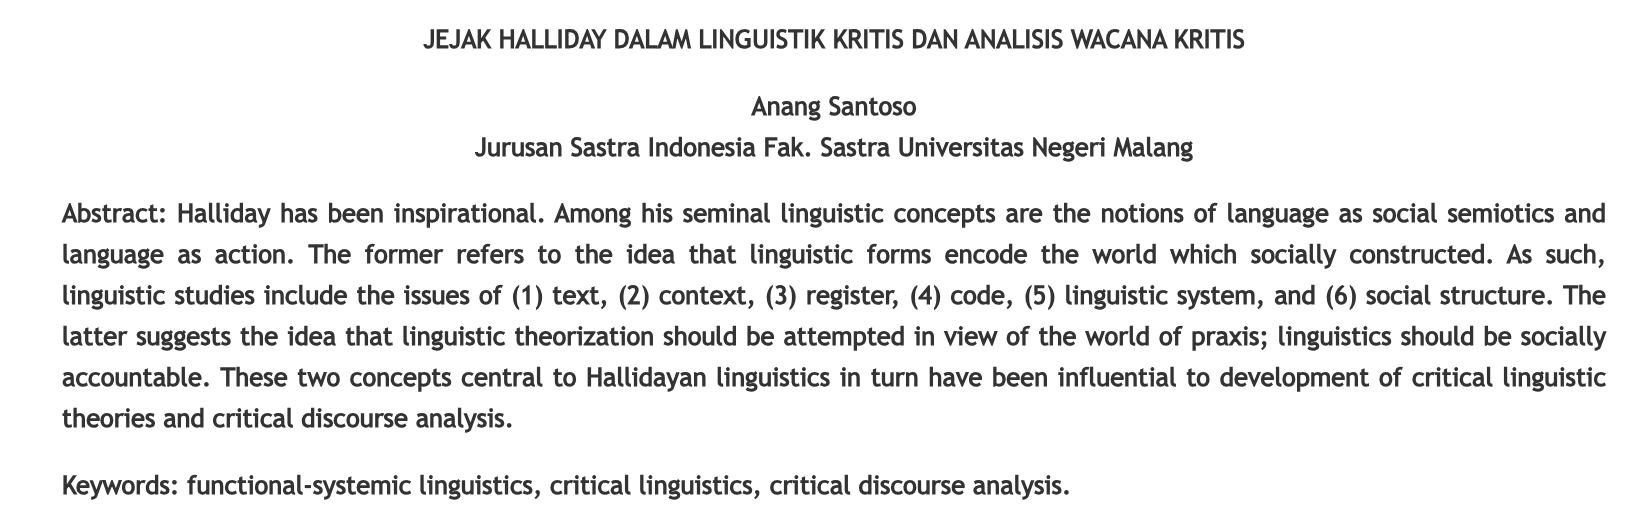 JEJAK HALLIDAY DALAM LINGUISTIK KRITIS DAN ANALISIS WACANA KRITIS
Anang Santoso
Jurusan Sastra Indonesia Fak. Sastra Universitas Negeri Malang
Abstract: Halliday has been inspirational. Among his seminal linguistic concepts are the notions of language as social semiotics and
language as action. The former refers to the idea that linguistic forms encode the world which socially constructed. As such,
linguistic studies include the issues of (1) text, (2) context, (3) register, (4) code, (5) linguistic system, and (6) social structure. The
latter suggests the idea that linguistic theorization should be attempted in view of the world of praxis; linguistics should be socially
accountable. These two concepts central to Hallidayan linguistics in turn have been influential to development of critical linguistic
theories and critical discourse analysis.
Keywords: functional-systemic linguistics, critical linguistics, critical discourse analysis.